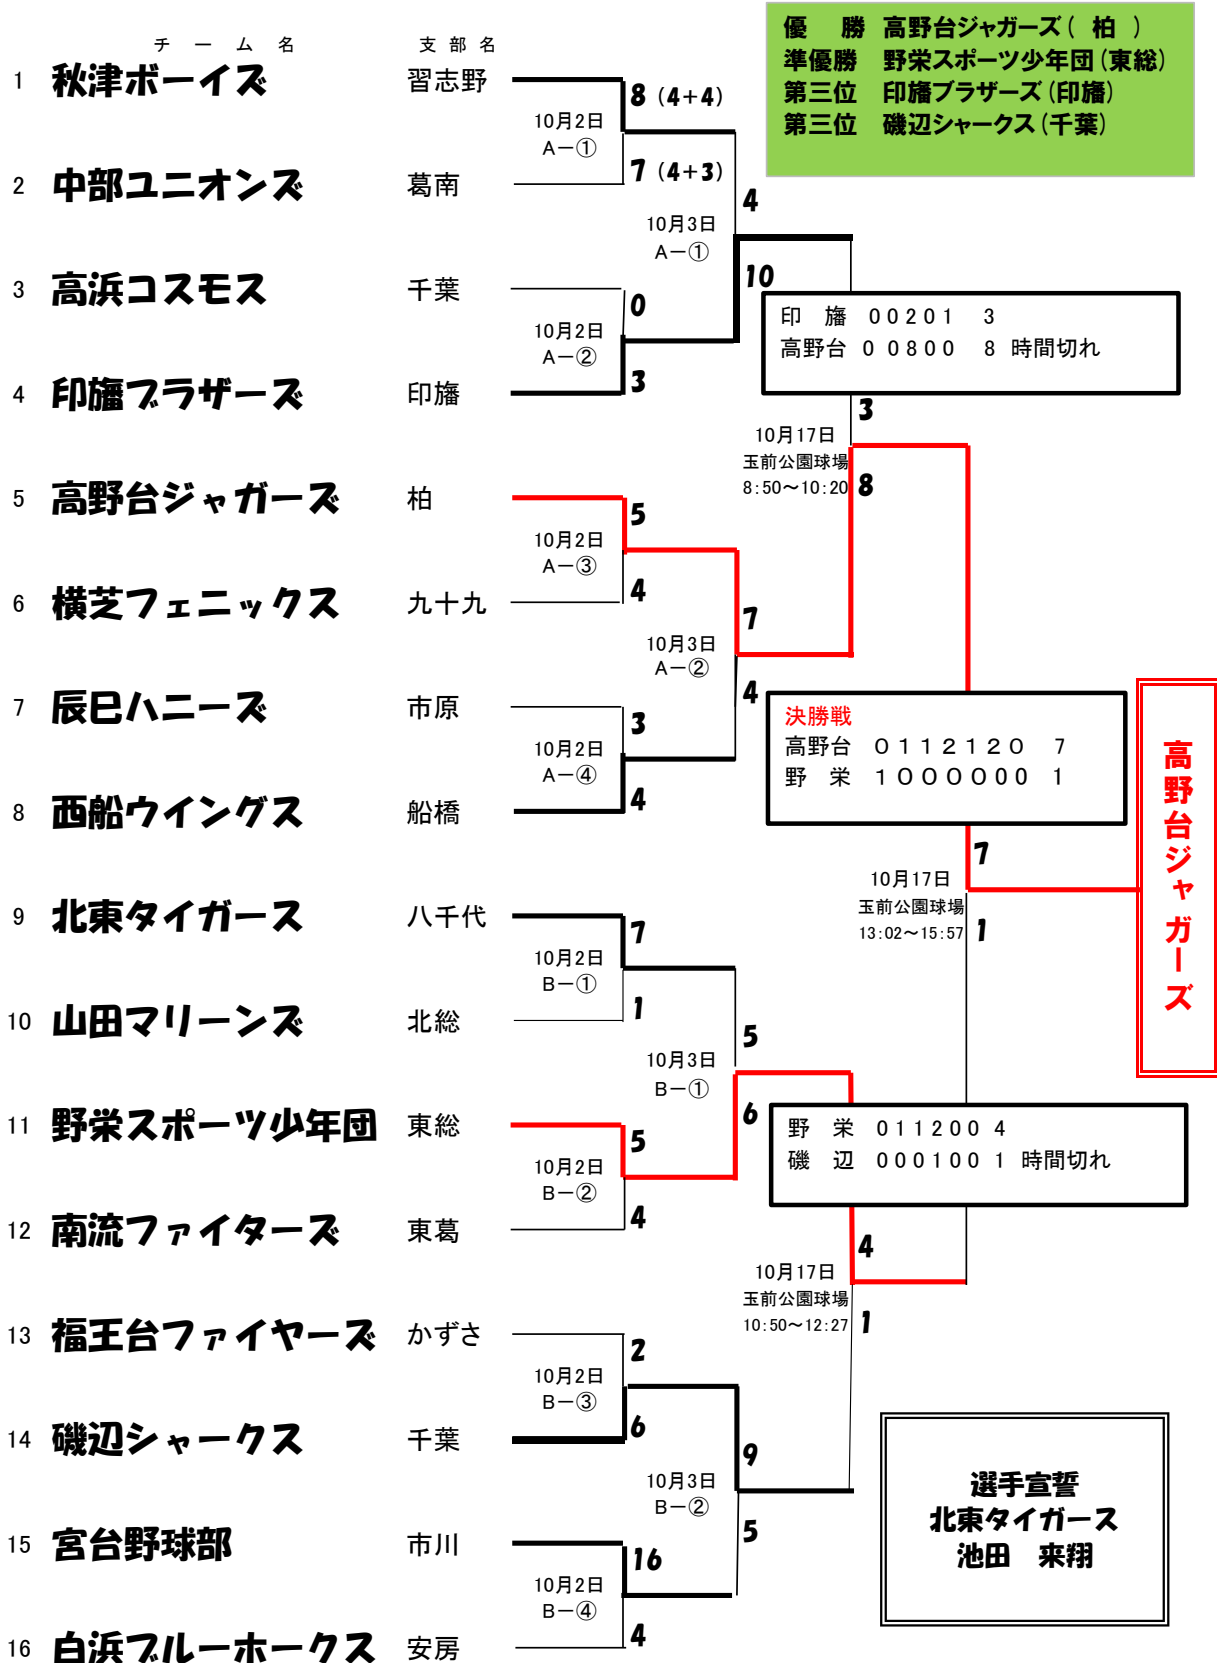 優　勝 高野台ジャガーズ( 柏 )
準優勝 野栄スポーツ少年団(東総)
第三位 印旛ブラザーズ(印旛)
第三位 磯辺シャークス(千葉)
チーム名 支部名
1 秋津ボーイズ 習志野
8 (4+4)
10月2日
A-①
7 (4+3)
2 中部ユニオンズ 葛南
4
10月3日
A-①
10
3 高浜コスモス 千葉
0
10月2日
A-②
3
4 印旛ブラザーズ 印旛
印　旛 00201 3
高野台 00800 8 時間切れ
3
10月17日
玉前公園球場
8:50～10:20
8
5 高野台ジャガーズ 柏
5
10月2日
A-③
4
6 横芝フェニックス 九十九
7
10月3日
A-②
4
7 辰巳ハニーズ 市原
3
10月2日
A-④
4
8 西船ウイングス 船橋
決勝戦
高野台 0112120 7
野　栄 1000000 1
高野台ジャガーズ
7
10月17日
玉前公園球場
13:02～15:57
1
9 北東タイガース 八千代
7
10月2日
B-①
1
10 山田マリーンズ 北総
5
10月3日
B-①
6
11 野栄スポーツ少年団 東総
5
10月2日
B-②
4
12 南流ファイターズ 東葛
野　栄 011200 4
磯　辺 000100 1 時間切れ
4
10月17日
玉前公園球場
10:50～12:27
1
13 福王台ファイヤーズ かずさ
2
10月2日
B-③
6
14 磯辺シャークス 千葉
9
10月3日
B-②
5
15 宮台野球部 市川
16
10月2日
B-④
4
16 白浜ブルーホークス 安房
選手宣誓
北東タイガース
池田　来翔